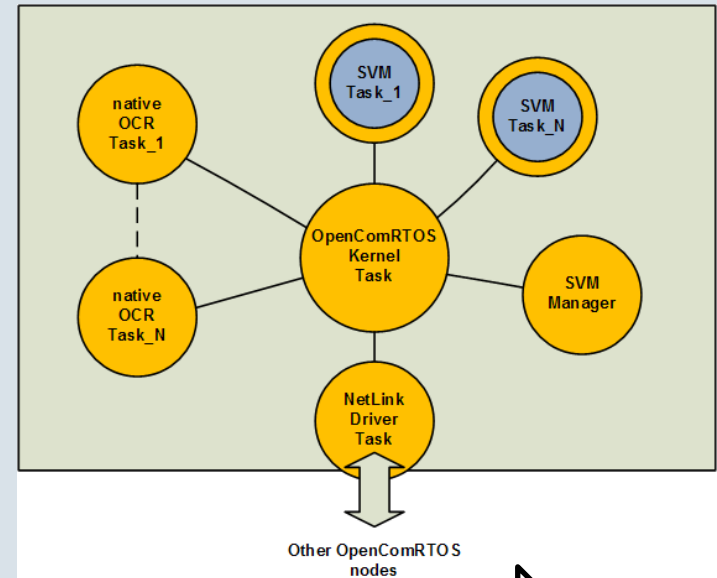 SVM
Task_1
native
OCR
Task_1
SVM
Task_N
OpenComRTOS
Kernel
Task
SVM
Manager
native
OCR
Task_N
NetLink
Driver
Task
Other OpenComRTOS
nodes